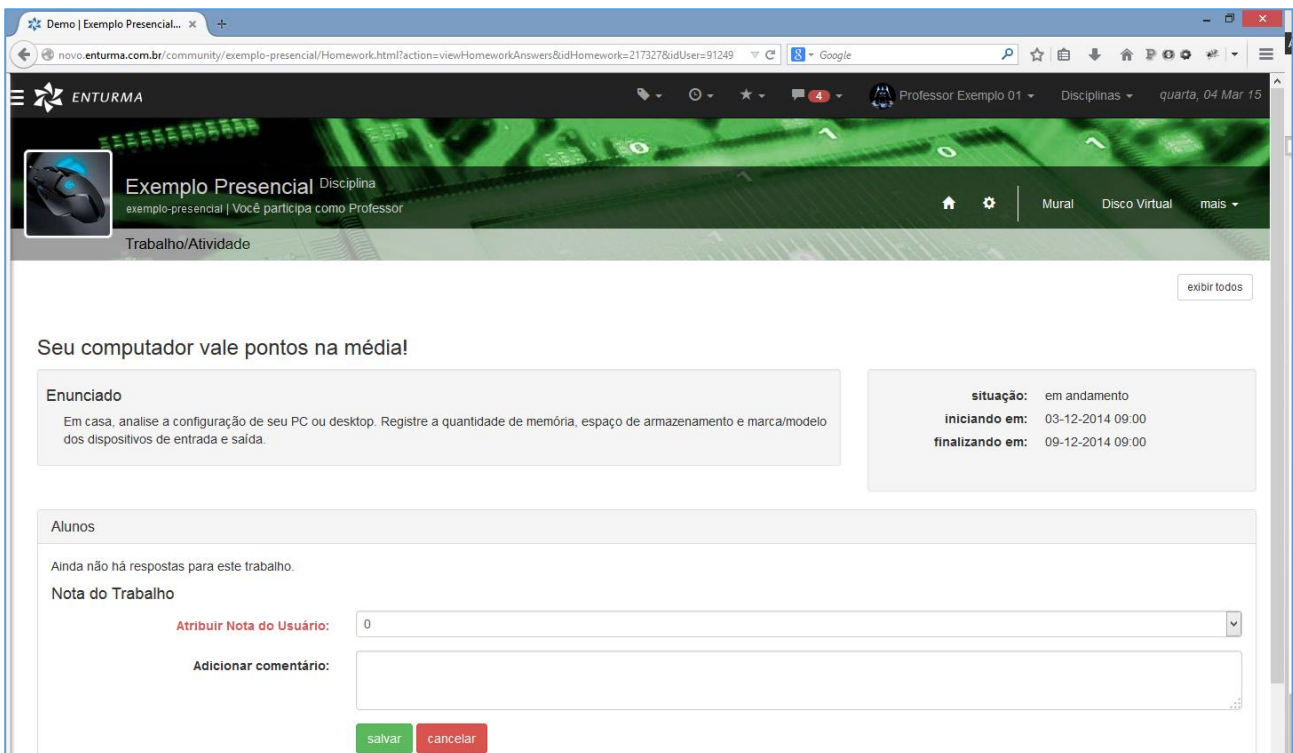 Demo | Exemplo Presencial...
novo.enturma.com.br/community/exemplo-presencial/Homework.html?action=viewHomeworkAnswers&idHomework=217327&idUser=91249
Google
ENTURMA
4
Professor Exemplo 01
Disciplinas
quarta, 04 Mar 15
Exemplo Presencial Disciplina
exemplo-presencial | Você participa como Professor
Mural Disco Virtual mais
Trabalho/Atividade
exibir todos
Seu computador vale pontos na média!
Enunciado
Em casa, analise a configuração de seu PC ou desktop. Registre a quantidade de memória, espaço de armazenamento e marca/modelo
dos dispositivos de entrada e saída.
situação: em andamento
iniciando em: 03-12-2014 09:00
finalizando em: 09-12-2014 09:00
Alunos
Ainda não há respostas para este trabalho.
Nota do Trabalho
Atribuir Nota do Usuário: 0
Adicionar comentário:
salvar cancelar